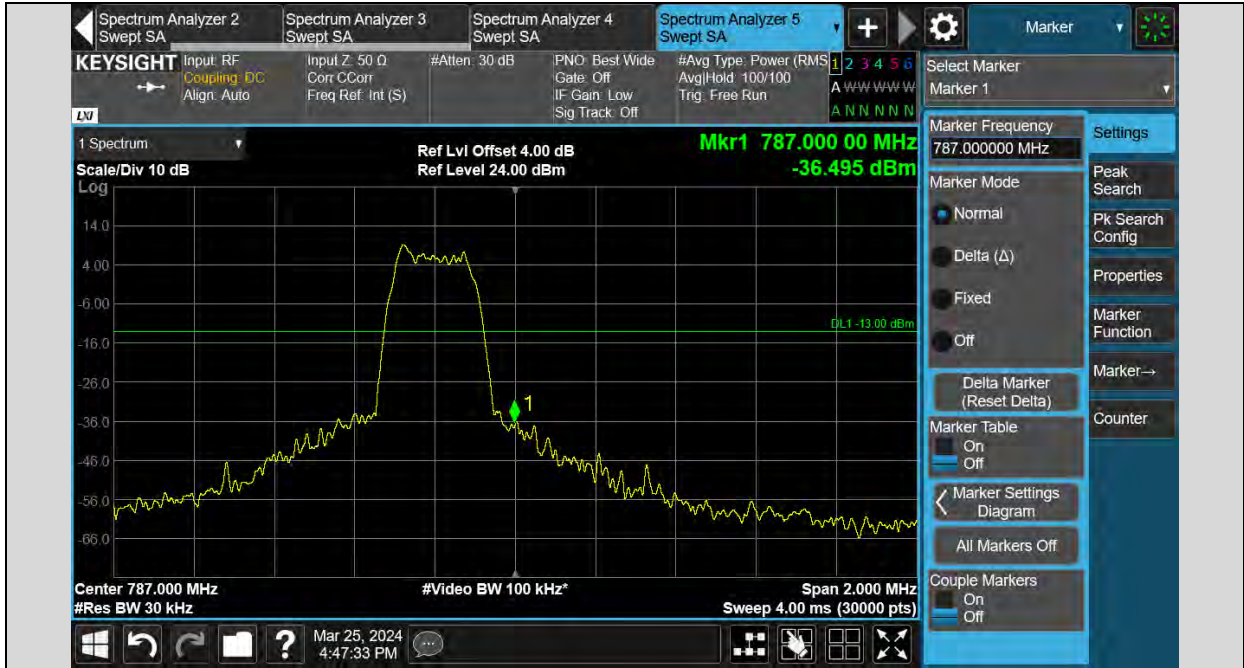 Spectrum Analyzer 2
Swept SA
Spectrum Analyzer 3
Swept SA
Spectrum Analyzer 4
Swept SA
Spectrum Analyzer 5
Swept SA
+
Marker
KEYSIGHT
LXI
Input: RF
Coupling: DC
Align: Auto
Input Z: 50 Ω
Corr CCorr
Freq Ref: Int (S)
#Atten: 30 dB
PNO: Best Wide
Gate: Off
IF Gain: Low
Sig Track: Off
#Avg Type: Power (RMS
Avg|Hold: 100/100
Trig: Free Run
1 2 3 4 5 6
A W W W W W
A N N N N N
1 Spectrum
Scale/Div 10 dB
Log
Ref Lvl Offset 4.00 dB
Ref Level 24.00 dBm
Mkr1 787.000 00 MHz
-36.495 dBm
14.0
4.00
-6.00
-16.0
-26.0
-36.0
-46.0
-56.0
-66.0
DL1 -13.00 dBm
1
Center 787.000 MHz
#Res BW 30 kHz
#Video BW 100 kHz*
Span 2.000 MHz
Sweep 4.00 ms (30000 pts)
Select Marker
Marker 1
Marker Frequency
787.000000 MHz
Marker Mode
Normal
Delta (Δ)
Fixed
Off
Delta Marker
(Reset Delta)
Marker Table
On
Off
Marker Settings
Diagram
All Markers Off
Couple Markers
On
Off
Settings
Peak
Search
Pk Search
Config
Properties
Marker
Function
Marker→
Counter
?
Mar 25, 2024
4:47:33 PM